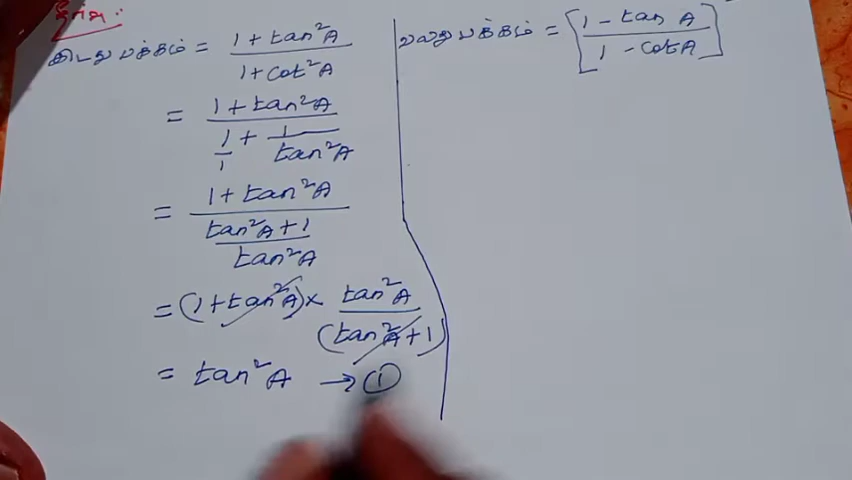 தீர்வு:
இடது பக்கம் = (1 + tan²A) / (1 + cot²A)
= (1 + tan²A) / (1/1 + 1/tan²A)
= (1 + tan²A) / ((tan²A + 1) / tan²A)
= (1 + tan²A) × tan²A / (tan²A + 1)
= tan²A → ①
வலது பக்கம் = [(1 - tan A) / (1 - cot A)]